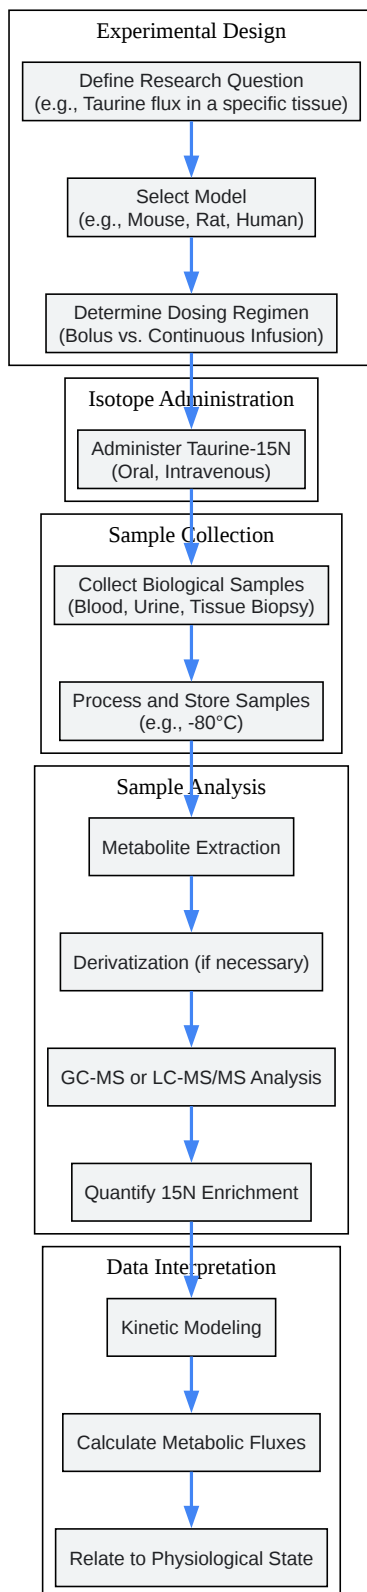 Experimental Design
Define Research Question
(e.g., Taurine flux in a specific tissue)
Select Model
(e.g., Mouse, Rat, Human)
Determine Dosing Regimen
(Bolus vs. Continuous Infusion)
Isotope Administration
Administer Taurine-15N
(Oral, Intravenous)
Sample Collection
Collect Biological Samples
(Blood, Urine, Tissue Biopsy)
Process and Store Samples
(e.g., -80°C)
Sample Analysis
Metabolite Extraction
Derivatization (if necessary)
GC-MS or LC-MS/MS Analysis
Quantify 15N Enrichment
Data Interpretation
Kinetic Modeling
Calculate Metabolic Fluxes
Relate to Physiological State